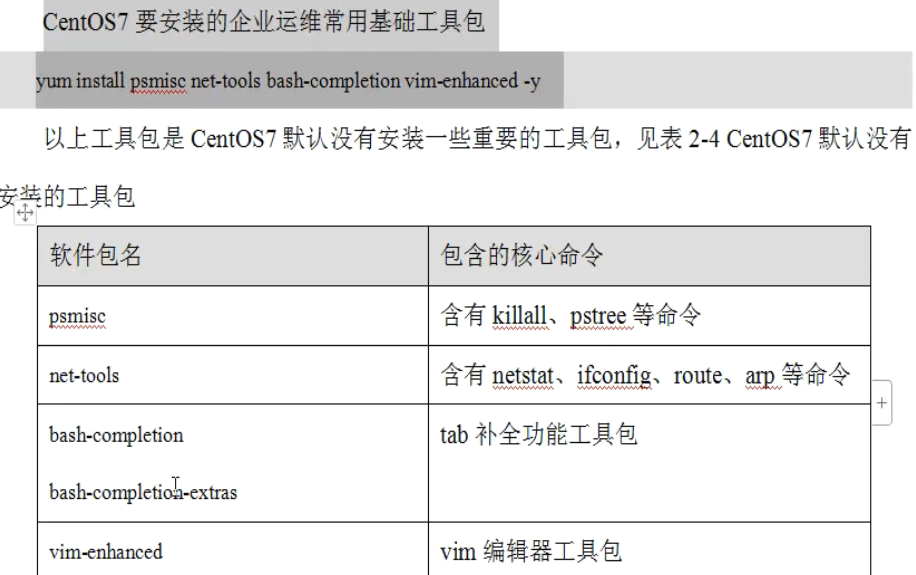 CentOS7 要安装的企业运维常用基础工具包
yum install psmisc net-tools bash-completion vim-enhanced -y
以上工具包是 CentOS7 默认没有安装一些重要的工具包，见表 2-4 CentOS7 默认没有
安装的工具包
软件包名 包含的核心命令
psmisc 含有 killall、pstree 等命令
net-tools 含有 netstat、ifconfig、route、arp 等命令
bash-completion tab 补全功能工具包
bash-completion-extras
vim-enhanced vim 编辑器工具包